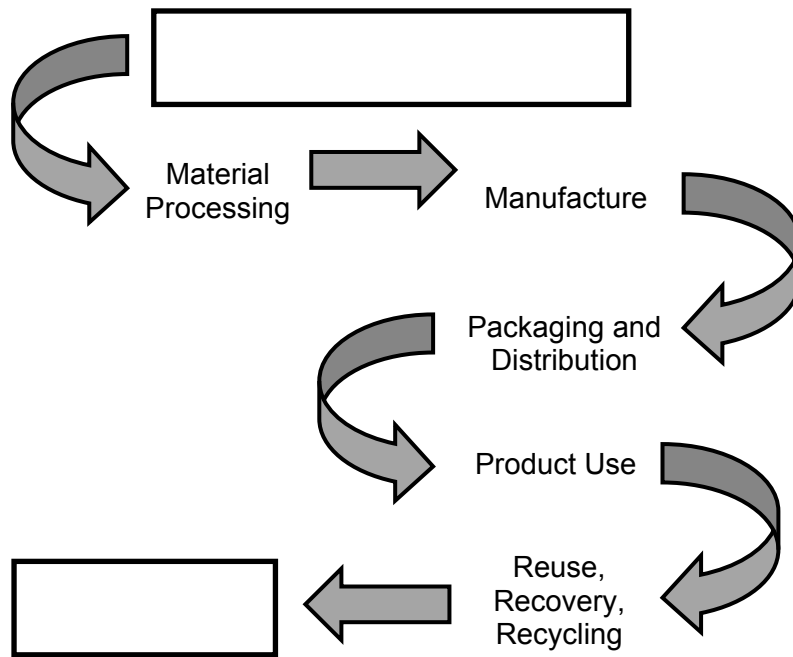 Material
Processing
Manufacture
Packaging and
Distribution
Product Use
Reuse,
Recovery,
Recycling